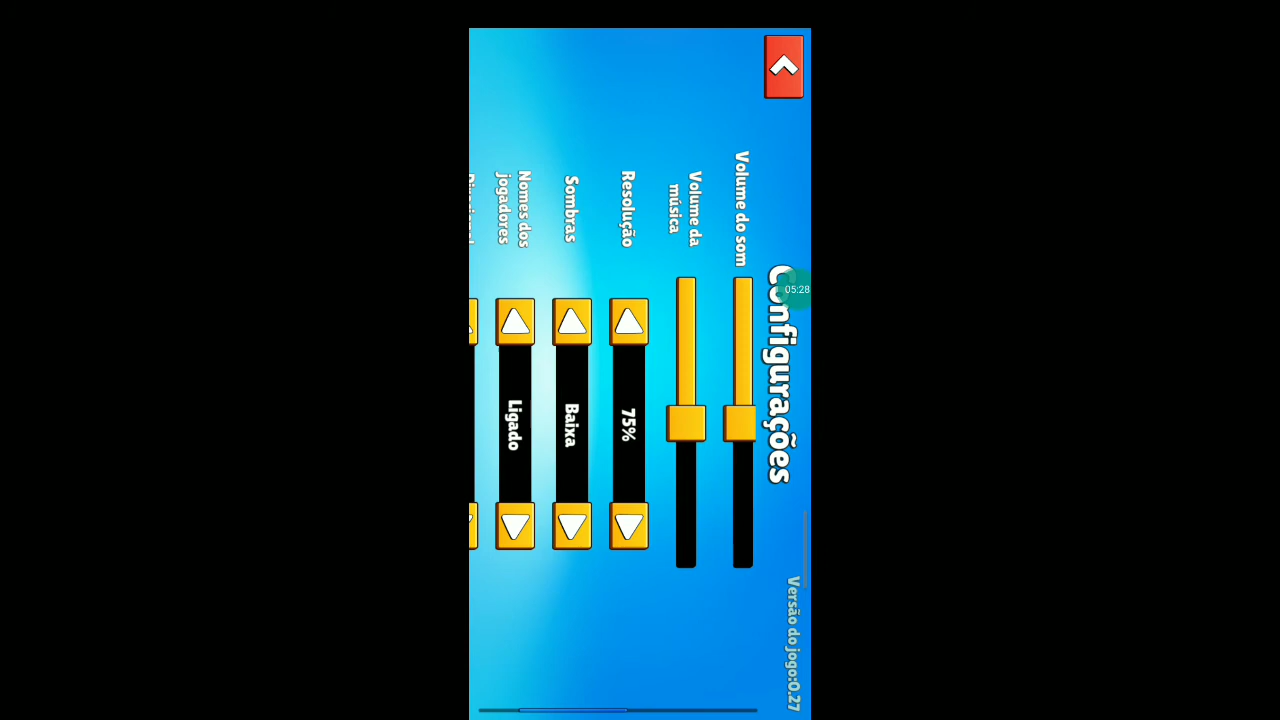 Configurações
05:28
Versão do jogo:0.27
Volume do som
Volume da
música
Resolução
75%
Sombras
Baixa
Nomes dos
jogadores
Ligado